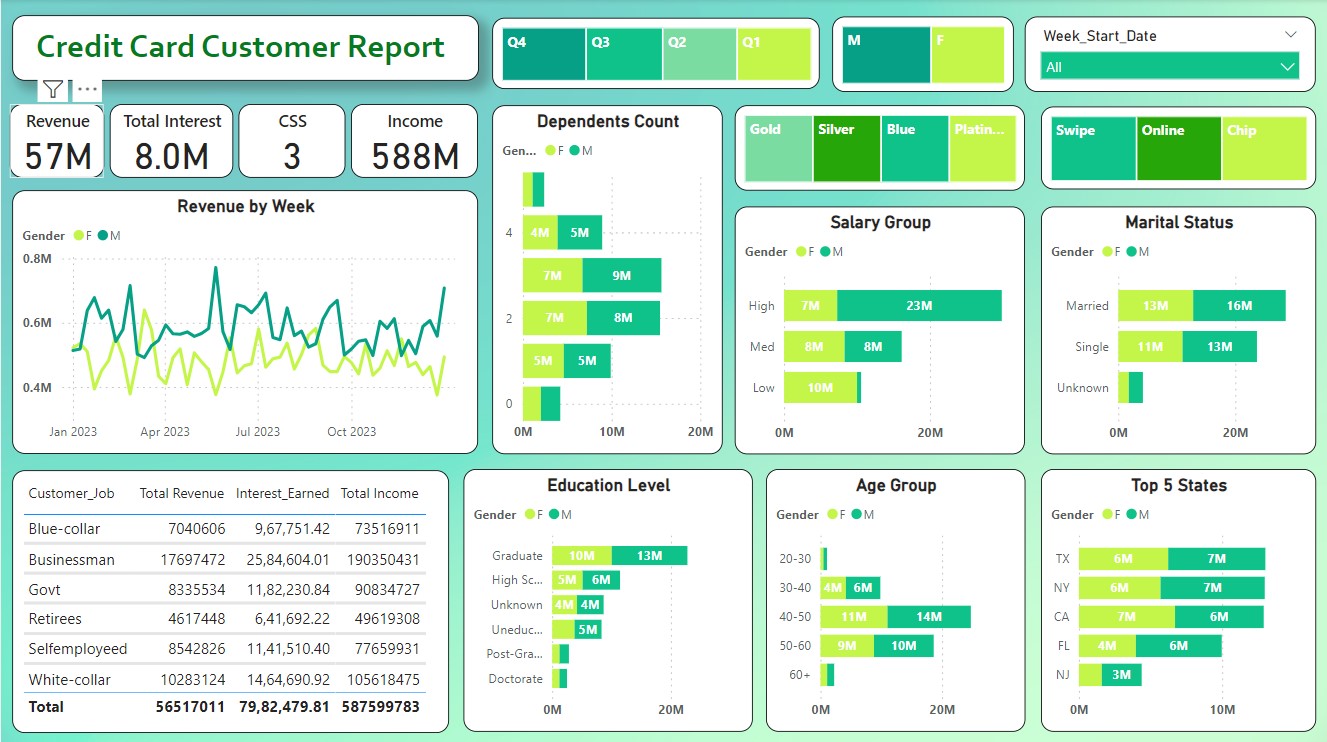 Credit Card Customer Report
Q4 Q3 Q2 Q1
M F
Week_Start_Date
All
Revenue
57M
Total Interest
8.0M
CSS
3
Income
588M
Dependents Count
Gen... F M
4M 5M
7M 9M
7M 8M
5M 5M
4
2
0
0M 10M 20M
Gold Silver Blue Platin...
Swipe Online Chip
Revenue by Week
Gender F M
0.8M
0.6M
0.4M
Jan 2023 Apr 2023 Jul 2023 Oct 2023
Salary Group
Gender F M
High 7M 23M
Med 8M 8M
Low 10M
0M 20M
Marital Status
Gender F M
Married 13M 16M
Single 11M 13M
Unknown
0M 20M
Customer_Job Total Revenue Interest_Earned Total Income
Blue-collar 7040606 9,67,751.42 73516911
Businessman 17697472 25,84,604.01 190350431
Govt 8335534 11,82,230.84 90834727
Retirees 4617448 6,41,692.22 49619308
Selfemployeed 8542826 11,41,510.40 77659931
White-collar 10283124 14,64,690.92 105618475
Total 56517011 79,82,479.81 587599783
Education Level
Gender F M
Graduate 10M 13M
High Sc... 5M 6M
Unknown 4M 4M
Uneduc... 5M
Post-Gra...
Doctorate
0M 20M
Age Group
Gender F M
20-30
30-40 4M 6M
40-50 11M 14M
50-60 9M 10M
60+
0M 20M
Top 5 States
Gender F M
TX 6M 7M
NY 6M 7M
CA 7M 6M
FL 4M 6M
NJ 3M
0M 10M